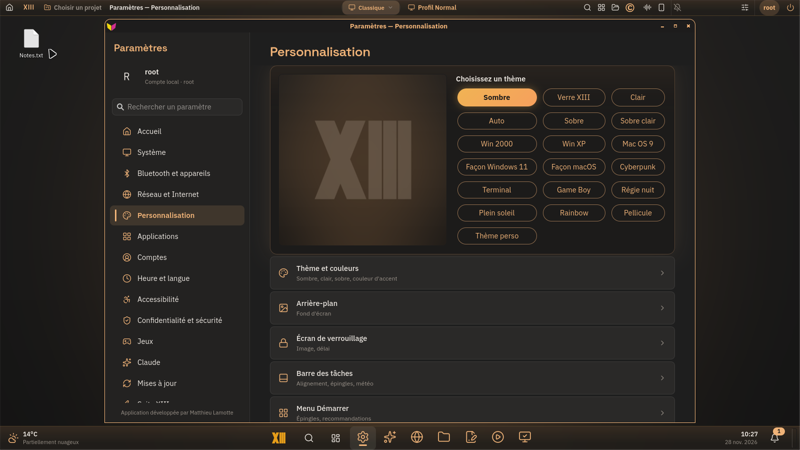 XIII Choisir un projet Paramètres — Personnalisation Classique Profil Normal root
Paramètres — Personnalisation
Notes.txt
Paramètres
R
root
Compte local · root
Rechercher un paramètre
Accueil
Système
Bluetooth et appareils
Réseau et Internet
Personnalisation
Applications
Comptes
Heure et langue
Accessibilité
Confidentialité et sécurité
Jeux
Claude
Mises à jour
Application développée par Matthieu Lamotte
Personnalisation
XIII
Choisissez un thème
Sombre Verre XIII Clair
Auto Sobre Sobre clair
Win 2000 Win XP Mac OS 9
Façon Windows 11 Façon macOS Cyberpunk
Terminal Game Boy Régie nuit
Plein soleil Rainbow Pellicule
Thème perso
Thème et couleurs
Sombre, clair, sobre, couleur d'accent
Arrière-plan
Fond d'écran
Écran de verrouillage
Image, délai
Barre des tâches
Alignement, épingles, météo
Menu Démarrer
Épingles, recommandations
14°C
Partiellement nuageux
XIII
10:27
28 nov. 2026
1